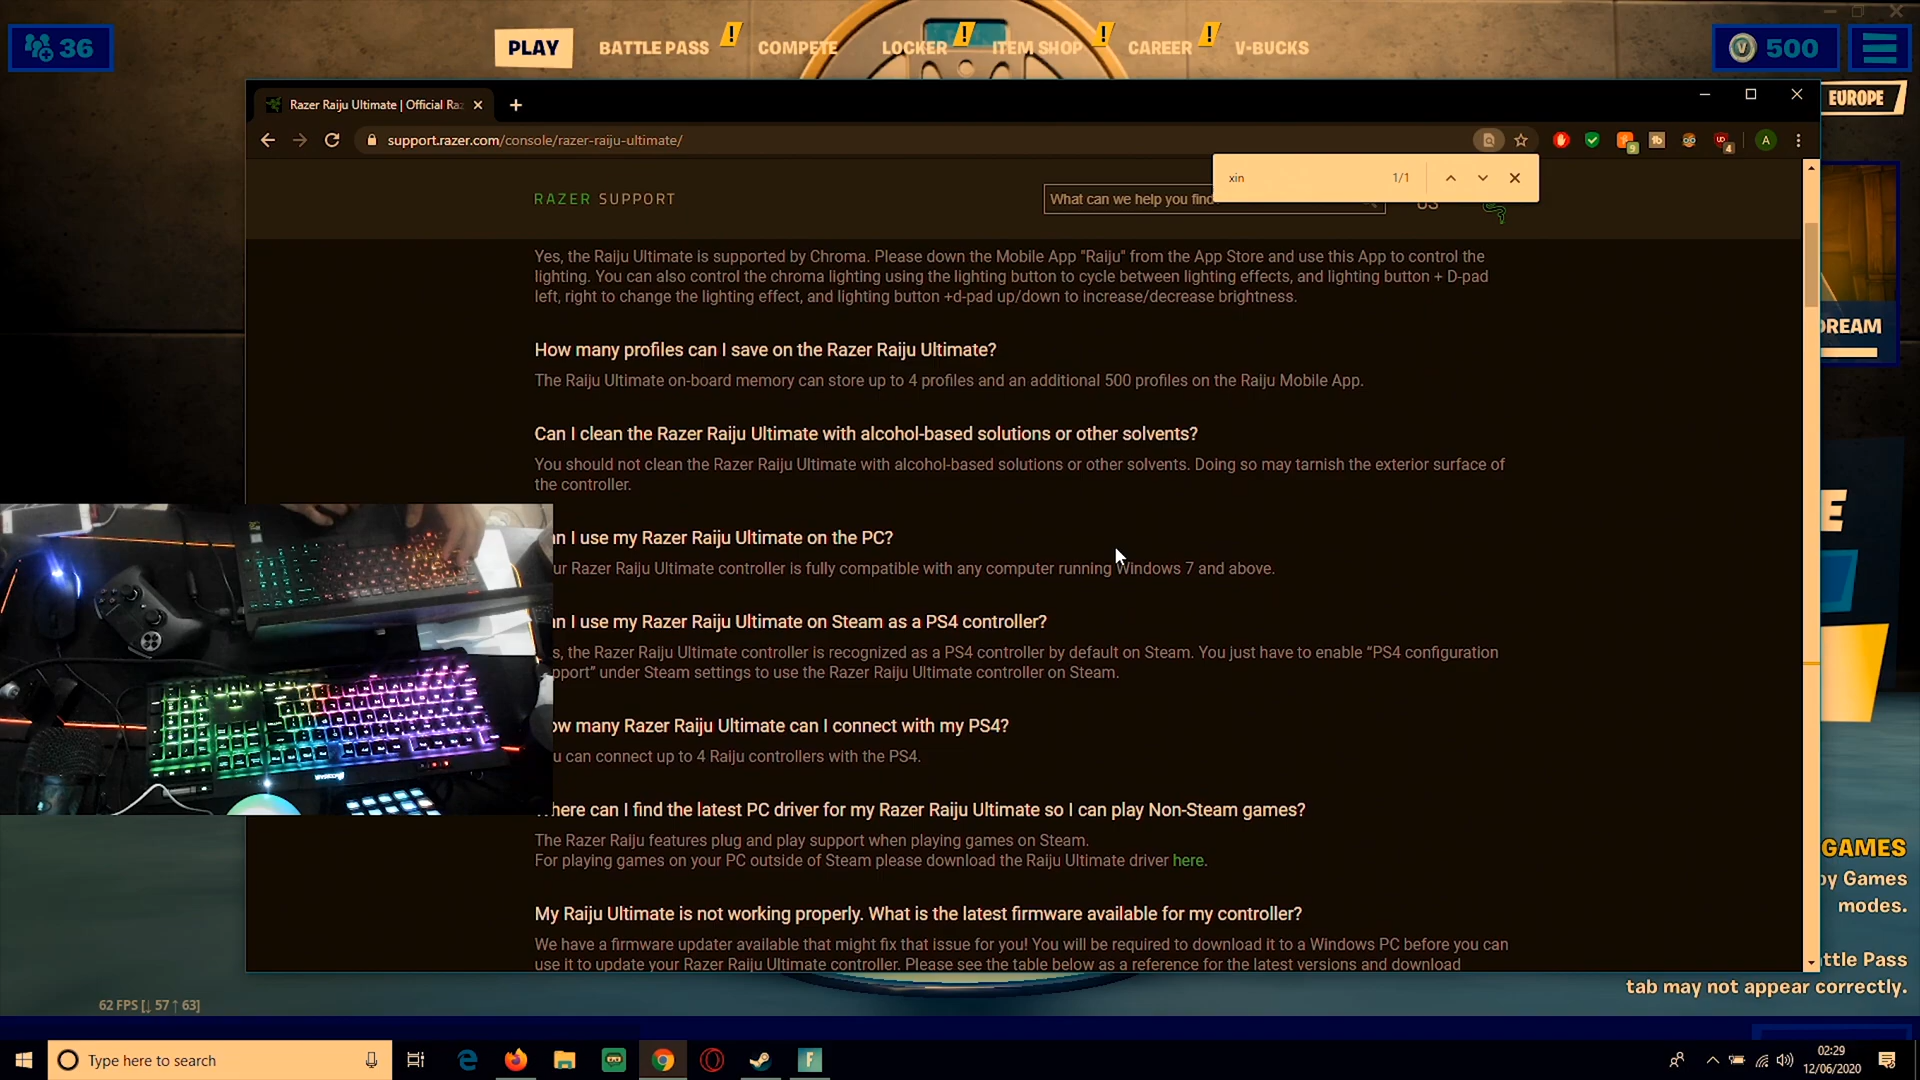 36
PLAY
BATTLE PASS
!
COMPETE
LOCKER
!
ITEM SHOP
!
CAREER
!
V-BUCKS
V 500
EUROPE
Razer Raiju Ultimate | Official Raz
support.razer.com/console/razer-raiju-ultimate/
9
4
A
xin
1/1
RAZER SUPPORT
What can we help you find
US
Yes, the Raiju Ultimate is supported by Chroma. Please down the Mobile App "Raiju" from the App Store and use this App to control the
lighting. You can also control the chroma lighting using the lighting button to cycle between lighting effects, and lighting button + D-pad
left, right to change the lighting effect, and lighting button +d-pad up/down to increase/decrease brightness.
How many profiles can I save on the Razer Raiju Ultimate?
The Raiju Ultimate on-board memory can store up to 4 profiles and an additional 500 profiles on the Raiju Mobile App.
Can I clean the Razer Raiju Ultimate with alcohol-based solutions or other solvents?
You should not clean the Razer Raiju Ultimate with alcohol-based solutions or other solvents. Doing so may tarnish the exterior surface of
the controller.
n I use my Razer Raiju Ultimate on the PC?
ur Razer Raiju Ultimate controller is fully compatible with any computer running Windows 7 and above.
n I use my Razer Raiju Ultimate on Steam as a PS4 controller?
s, the Razer Raiju Ultimate controller is recognized as a PS4 controller by default on Steam. You just have to enable “PS4 configuration
pport” under Steam settings to use the Razer Raiju Ultimate controller on Steam.
ow many Razer Raiju Ultimate can I connect with my PS4?
u can connect up to 4 Raiju controllers with the PS4.
here can I find the latest PC driver for my Razer Raiju Ultimate so I can play Non-Steam games?
The Razer Raiju features plug and play support when playing games on Steam.
For playing games on your PC outside of Steam please download the Raiju Ultimate driver here.
My Raiju Ultimate is not working properly. What is the latest firmware available for my controller?
We have a firmware updater available that might fix that issue for you! You will be required to download it to a Windows PC before you can
use it to update your Razer Raiju Ultimate controller. Please see the table below as a reference for the latest versions and download
DREAM
E
GAMES
by Games
modes.
ttle Pass
tab may not appear correctly.
62 FPS [↓ 57 ↑ 63]
Type here to search
F
02:29
12/06/2020